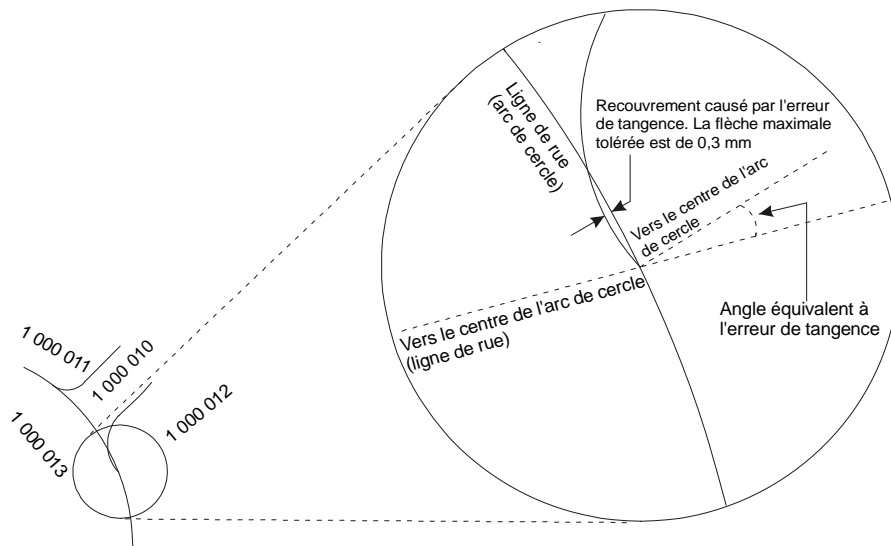 Ligne de rue
(arc de cercle)
Recouvrement causé par l'erreur
de tangence. La flèche maximale
tolérée est de 0,3 mm
Vers le centre de l'arc
de cercle
Vers le centre de l'arc de cercle
(ligne de rue)
Angle équivalent à
l'erreur de tangence
1 000 011
1 000 010
1 000 012
1 000 013